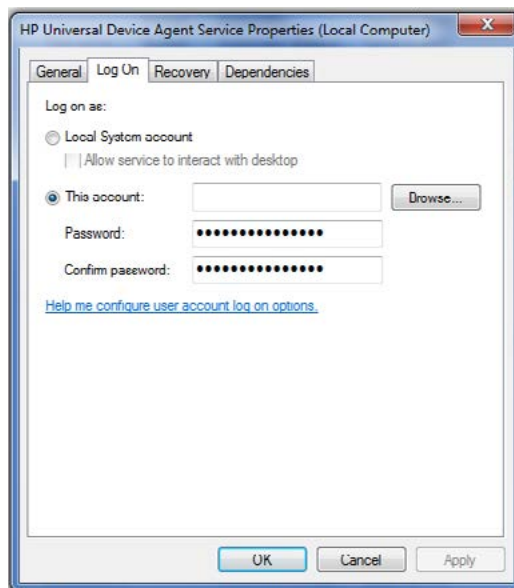 HP Universal Device Agent Service Properties (Local Computer)
General Log On Recovery Dependencies
Log on as:
Local System account
Allow service to interact with desktop
This account: Browse...
Password: •••••••••••••••
Confirm password: •••••••••••••••
Help me configure user account log on options.
OK Cancel Apply